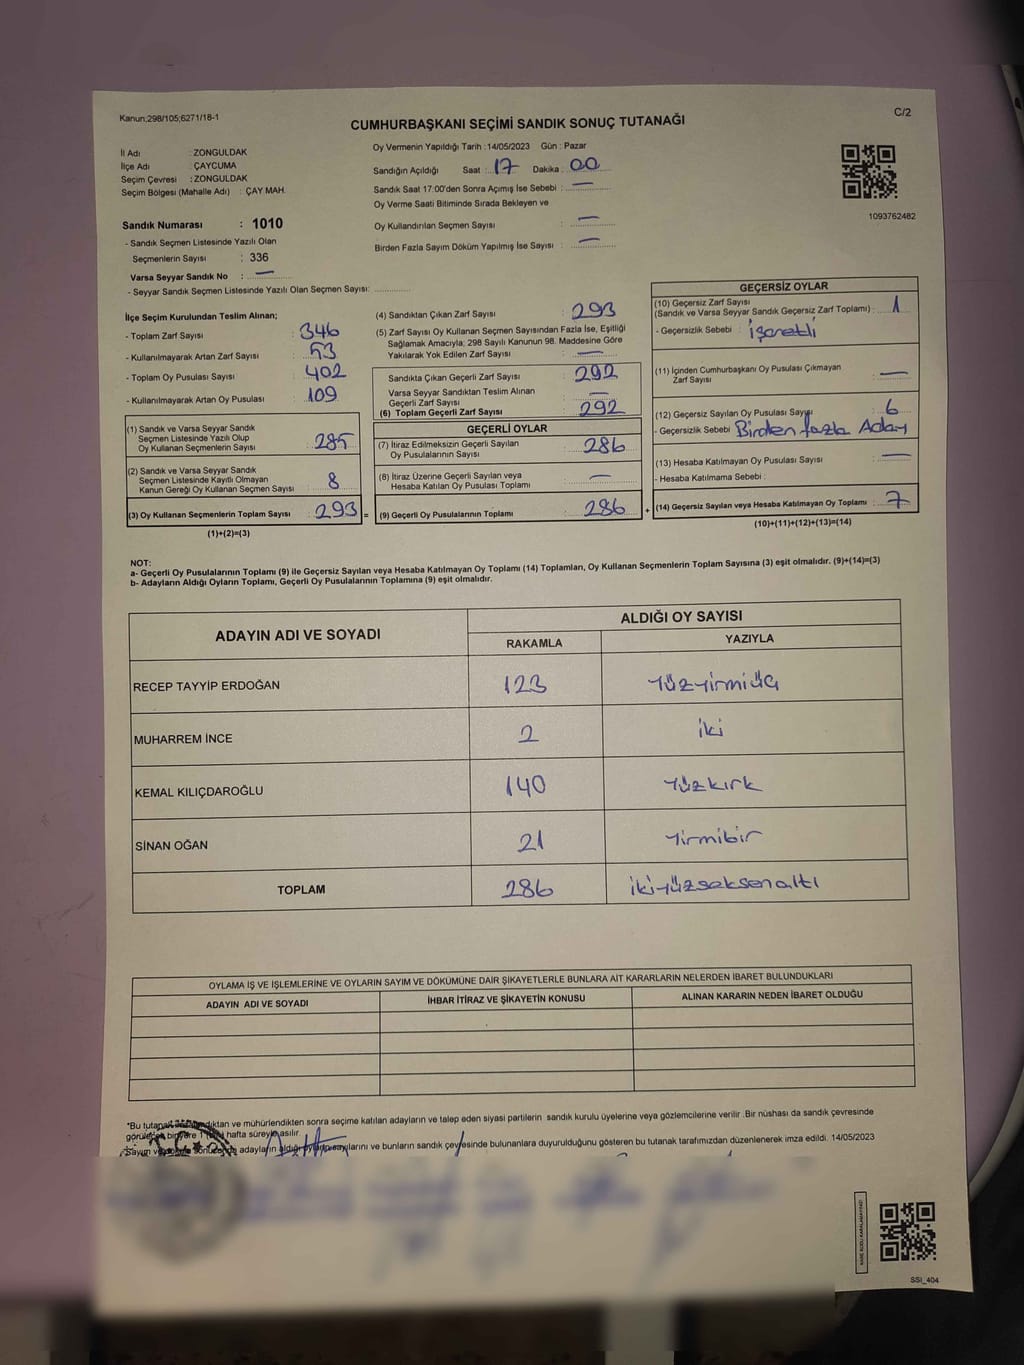 Kanun;298/105;6271/18-1
C/2
CUMHURBAŞKANI SEÇİMİ SANDIK SONUÇ TUTANAĞI
İl Adı : ZONGULDAK
İlçe Adı : ÇAYCUMA
Seçim Çevresi : ZONGULDAK
Seçim Bölgesi (Mahalle Adı) : ÇAY MAH.
Oy Vermenin Yapıldığı Tarih : 14/05/2023 Gün : Pazar
Sandığın Açıldığı Saat : 17 Dakika : 00
Sandık Saat 17:00'den Sonra Açımış İse Sebebi : —
Oy Verme Saati Bitiminde Sırada Bekleyen ve
Oy Kullandırılan Seçmen Sayısı : —
Birden Fazla Sayım Döküm Yapılmış İse Sayısı : —
1093762482
Sandık Numarası : 1010
- Sandık Seçmen Listesinde Yazılı Olan
Seçmenlerin Sayısı : 336
Varsa Seyyar Sandık No : —
- Seyyar Sandık Seçmen Listesinde Yazılı Olan Seçmen Sayısı:
İlçe Seçim Kurulundan Teslim Alınan;
- Toplam Zarf Sayısı : 346
- Kullanılmayarak Artan Zarf Sayısı : 53
- Toplam Oy Pusulası Sayısı : 402
- Kullanılmayarak Artan Oy Pusulası : 109
(1) Sandık ve Varsa Seyyar Sandık
Seçmen Listesinde Yazılı Olup
Oy Kullanan Seçmenlerin Sayısı : 285
(2) Sandık ve Varsa Seyyar Sandık
Seçmen Listesinde Kayıtlı Olmayan
Kanun Gereği Oy Kullanan Seçmen Sayısı : 8
(3) Oy Kullanan Seçmenlerin Toplam Sayısı : 293 =
(1)+(2)=(3)
(4) Sandıktan Çıkan Zarf Sayısı : 293
(5) Zarf Sayısı Oy Kullanan Seçmen Sayısından Fazla İse, Eşitliği
Sağlamak Amacıyla; 298 Sayılı Kanunun 98. Maddesine Göre
Yakılarak Yok Edilen Zarf Sayısı : —
Sandıkta Çıkan Geçerli Zarf Sayısı : 292
Varsa Seyyar Sandıktan Teslim Alınan
Geçerli Zarf Sayısı : —
(6) Toplam Geçerli Zarf Sayısı : 292
GEÇERLİ OYLAR
(7) İtiraz Edilmeksizin Geçerli Sayılan
Oy Pusulalarının Sayısı : 286
(8) İtiraz Üzerine Geçerli Sayılan veya
Hesaba Katılan Oy Pusulası Toplamı : —
(9) Geçerli Oy Pusulalarının Toplamı : 286 +
GEÇERSİZ OYLAR
(10) Geçersiz Zarf Sayısı
(Sandık ve Varsa Seyyar Sandık Geçersiz Zarf Toplamı) : 1
- Geçersizlik Sebebi : işaretli
(11) İçinden Cumhurbaşkanı Oy Pusulası Çıkmayan
Zarf Sayısı : —
(12) Geçersiz Sayılan Oy Pusulası Sayısı : 6
- Geçersizlik Sebebi : Birden fazla Aday
(13) Hesaba Katılmayan Oy Pusulası Sayısı : —
- Hesaba Katılmama Sebebi :
(14) Geçersiz Sayılan veya Hesaba Katılmayan Oy Toplamı : 7
(10)+(11)+(12)+(13)=(14)
NOT:
a- Geçerli Oy Pusulasının Toplamı (9) ile Geçersiz Sayılan veya Hesaba Katılmayan Oy Toplamı (14) Toplamları, Oy Kullanan Seçmenlerin Toplam Sayısına (3) eşit olmalıdır. (9)+(14)=(3)
b- Adayların Aldığı Oyların Toplamı, Geçerli Oy Pusulalarının Toplamına (9) eşit olmalıdır.
ADAYIN ADI VE SOYADI ALDIĞI OY SAYISI
RAKAMLA YAZIYLA
RECEP TAYYİP ERDOĞAN 123 yüzyirmiüç
MUHARREM İNCE 2 iki
KEMAL KILIÇDAROĞLU 140 yüzkırk
SİNAN OĞAN 21 yirmibir
TOPLAM 286 ikiyüzseksenaltı
OYLAMA İŞ VE İŞLEMLERİNE VE OYLARIN SAYIM VE DÖKÜMÜNE DAİR ŞİKAYETLERLE BUNLARA AİT KARARLARIN NELERDEN İBARET BULUNDUKLARI
ADAYIN ADI VE SOYADI İHBAR İTİRAZ VE ŞİKAYETİN KONUSU ALINAN KARARIN NEDEN İBARET OLDUĞU
*Bu tutanak ve mühürlendikten sonra seçime katılan adayların ve talep eden siyasi partilerin sandık kurulu üyelerine veya gözlemcilerine verilir .Bir nüshası da sandık çevresinde
hafta süreyle asılır.
Sayım adayların aldığı oyların sayılarını ve bunların sandık çevresinde bulunanlara duyurulduğunu gösteren bu tutanak tarafımızdan düzenlenerek imza edildi. 14/05/2023
SSİ_404